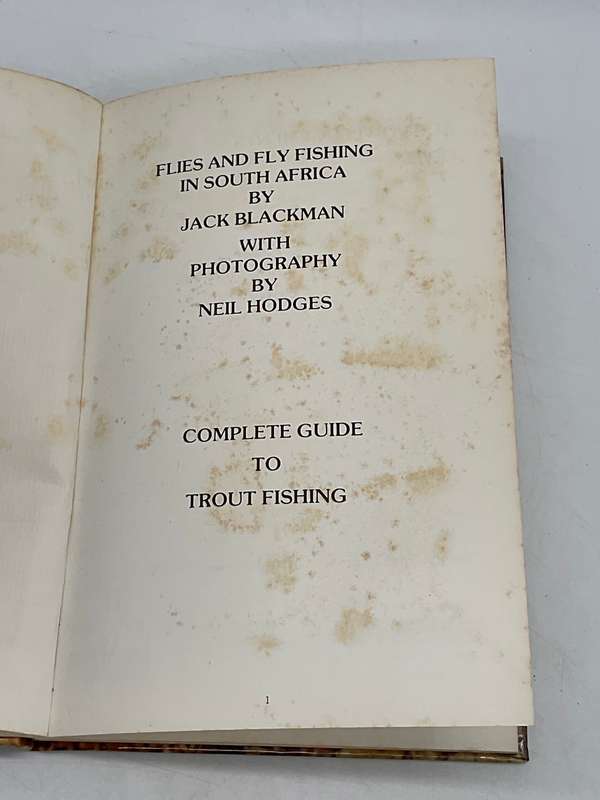 FLIES AND FLY FISHING
IN SOUTH AFRICA
BY
JACK BLACKMAN
WITH
PHOTOGRAPHY
BY
NEIL HODGES
COMPLETE GUIDE
TO
TROUT FISHING
1